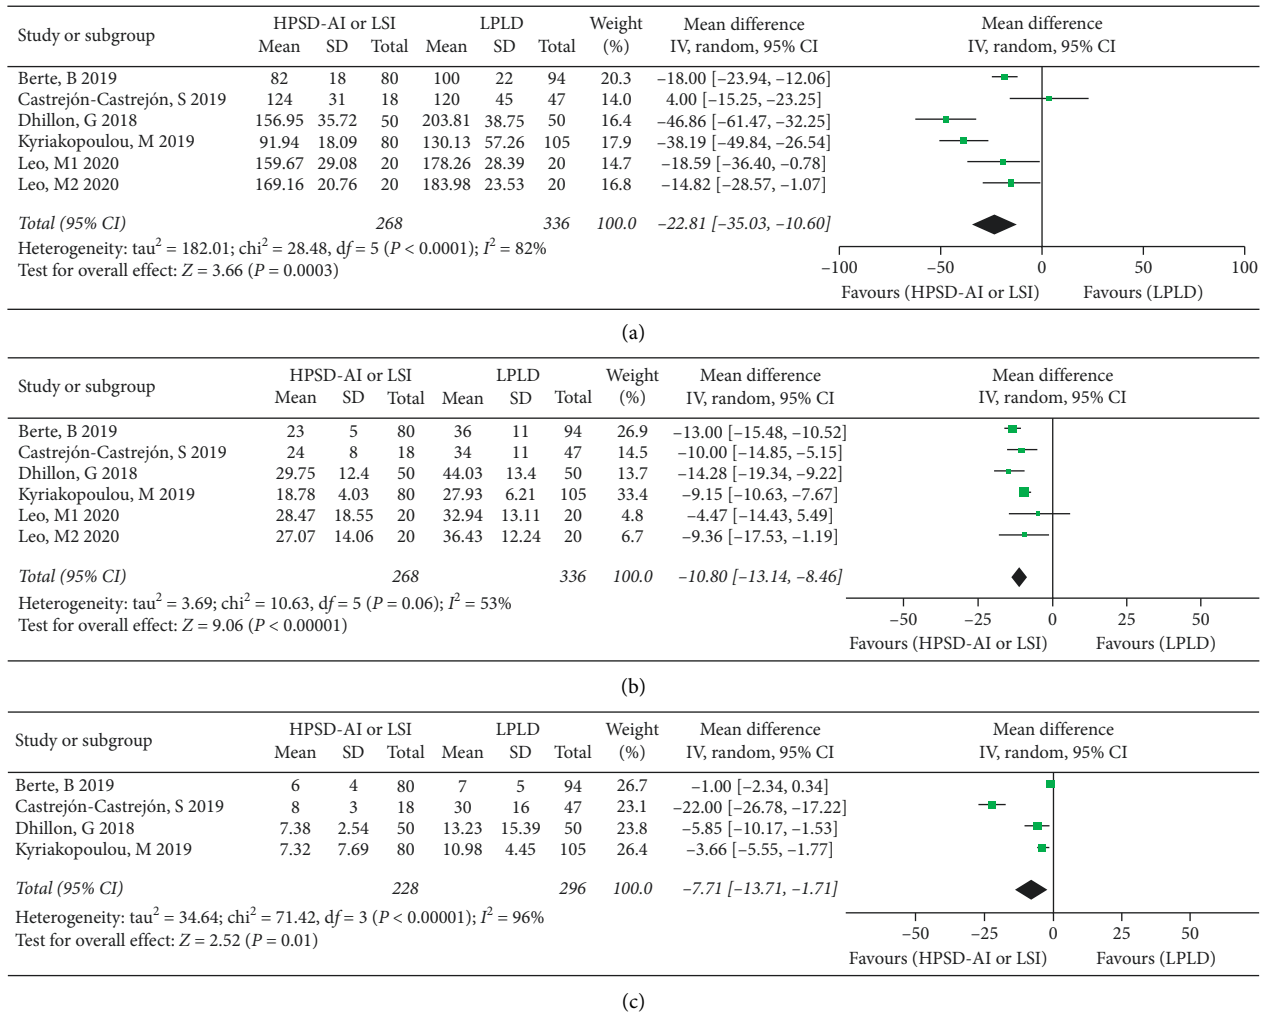 Study or subgroup HPSD-AI or LSI LPLD Weight Mean difference Mean difference
Mean SD Total Mean SD Total (%) IV, random, 95% CI IV, random, 95% CI
Berte, B 2019 82 18 80 100 22 94 20.3 –18.00 [–23.94, –12.06]
Castrejón-Castrejón, S 2019 124 31 18 120 45 47 14.0 4.00 [–15.25, –23.25]
Dhillon, G 2018 156.95 35.72 50 203.81 38.75 50 16.4 –46.86 [–61.47, –32.25]
Kyriakopoulou, M 2019 91.94 18.09 80 130.13 57.26 105 17.9 –38.19 [–49.84, –26.54]
Leo, M1 2020 159.67 29.08 20 178.26 28.39 20 14.7 –18.59 [–36.40, –0.78]
Leo, M2 2020 169.16 20.76 20 183.98 23.53 20 16.8 –14.82 [–28.57, –1.07]
Total (95% CI) 268 336 100.0 –22.81 [–35.03, –10.60]
Heterogeneity: tau² = 182.01; chi² = 28.48, df = 5 (P < 0.0001); I² = 82%
Test for overall effect: Z = 3.66 (P = 0.0003)
–100 –50 0 50 100
Favours (HPSD-AI or LSI) Favours (LPLD)
(a)
Study or subgroup HPSD-AI or LSI LPLD Weight Mean difference Mean difference
Mean SD Total Mean SD Total (%) IV, random, 95% CI IV, random, 95% CI
Berte, B 2019 23 5 80 36 11 94 26.9 –13.00 [–15.48, –10.52]
Castrejón-Castrejón, S 2019 24 8 18 34 11 47 14.5 –10.00 [–14.85, –5.15]
Dhillon, G 2018 29.75 12.4 50 44.03 13.4 50 13.7 –14.28 [–19.34, –9.22]
Kyriakopoulou, M 2019 18.78 4.03 80 27.93 6.21 105 33.4 –9.15 [–10.63, –7.67]
Leo, M1 2020 28.47 18.55 20 32.94 13.11 20 4.8 –4.47 [–14.43, 5.49]
Leo, M2 2020 27.07 14.06 20 36.43 12.24 20 6.7 –9.36 [–17.53, –1.19]
Total (95% CI) 268 336 100.0 –10.80 [–13.14, –8.46]
Heterogeneity: tau² = 3.69; chi² = 10.63, df = 5 (P = 0.06); I² = 53%
Test for overall effect: Z = 9.06 (P < 0.00001)
–50 –25 0 25 50
Favours (HPSD-AI or LSI) Favours (LPLD)
(b)
Study or subgroup HPSD-AI or LSI LPLD Weight Mean difference Mean difference
Mean SD Total Mean SD Total (%) IV, random, 95% CI IV, random, 95% CI
Berte, B 2019 6 4 80 7 5 94 26.7 –1.00 [–2.34, 0.34]
Castrejón-Castrejón, S 2019 8 3 18 30 16 47 23.1 –22.00 [–26.78, –17.22]
Dhillon, G 2018 7.38 2.54 50 13.23 15.39 50 23.8 –5.85 [–10.17, –1.53]
Kyriakopoulou, M 2019 7.32 7.69 80 10.98 4.45 105 26.4 –3.66 [–5.55, –1.77]
Total (95% CI) 228 296 100.0 –7.71 [–13.71, –1.71]
Heterogeneity: tau² = 34.64; chi² = 71.42, df = 3 (P < 0.00001); I² = 96%
Test for overall effect: Z = 2.52 (P = 0.01)
–50 –25 0 25 50
Favours (HPSD-AI or LSI) Favours (LPLD)
(c)